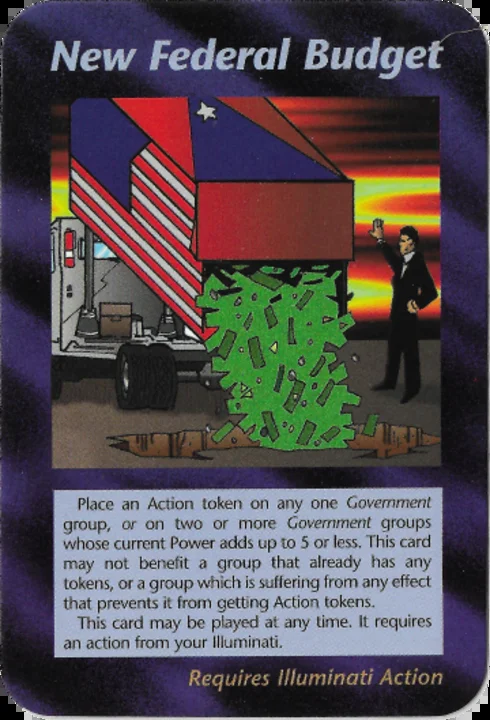 New Federal Budget
Place an Action token on any one Government
group, or on two or more Government groups
whose current Power adds up to 5 or less. This card
may not benefit a group that already has any
tokens, or a group which is suffering from any effect
that prevents it from getting Action tokens.
This card may be played at any time. It requires
an action from your Illuminati.
Requires Illuminati Action